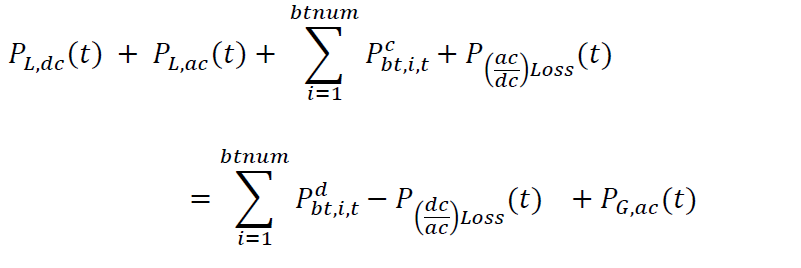 P_{L,dc}(t) + P_{L,ac}(t) + \sum_{i=1}^{btnum} P^{c}_{bt,i,t} + P_{(\frac{ac}{dc})Loss}(t)
= \sum_{i=1}^{btnum} P^{d}_{bt,i,t} - P_{(\frac{dc}{ac})Loss}(t) + P_{G,ac}(t)